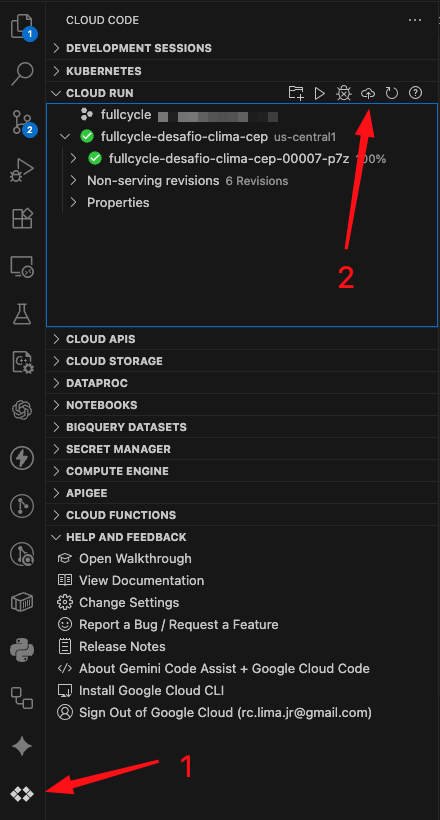 CLOUD CODE
1
DEVELOPMENT SESSIONS
KUBERNETES
CLOUD RUN
fullcycle
2
fullcycle-desafio-clima-cep us-central1
fullcycle-desafio-clima-cep-00007-p7z 100%
Non-serving revisions 6 Revisions
Properties
2
CLOUD APIS
CLOUD STORAGE
DATAPROC
NOTEBOOKS
BIGQUERY DATASETS
SECRET MANAGER
COMPUTE ENGINE
APIGEE
CLOUD FUNCTIONS
HELP AND FEEDBACK
Open Walkthrough
View Documentation
Change Settings
Report a Bug / Request a Feature
Release Notes
About Gemini Code Assist + Google Cloud Code
Install Google Cloud CLI
Sign Out of Google Cloud (rc.lima.jr@gmail.com)
1